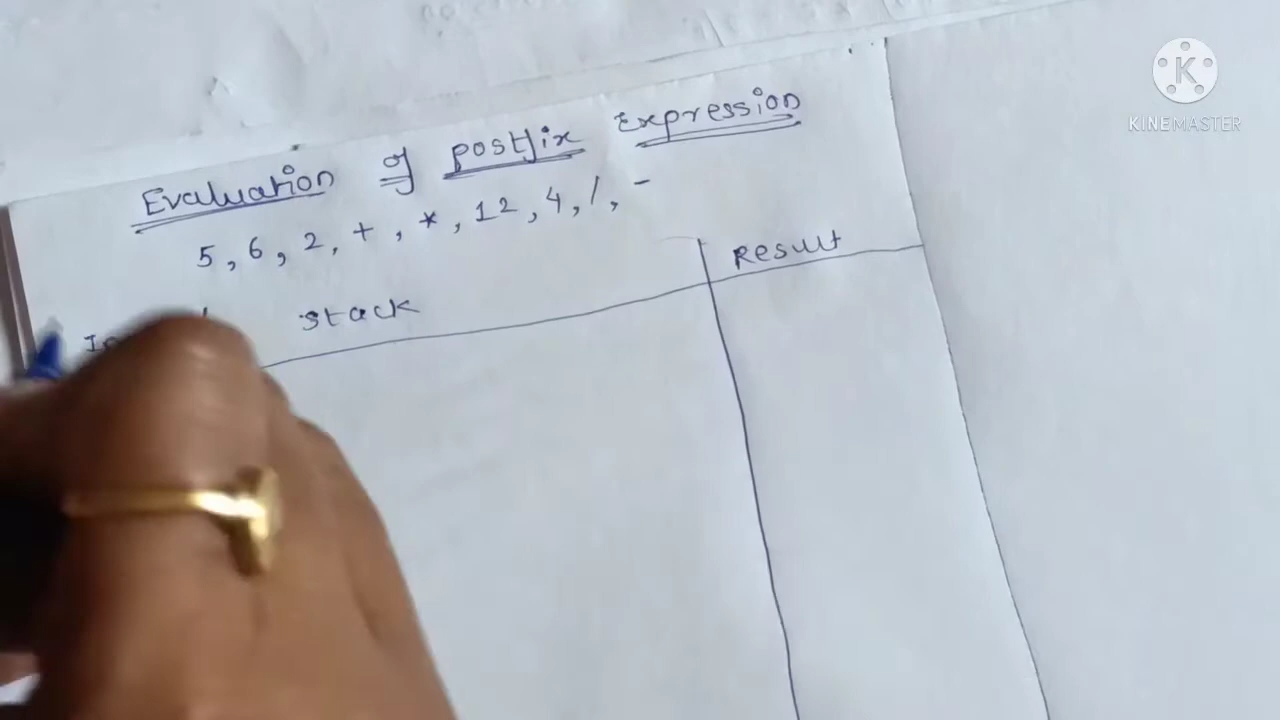 Evaluation of postfix Expression
5, 6, 2, +, *, 12, 4, /, -
stack Result
KINEMASTER